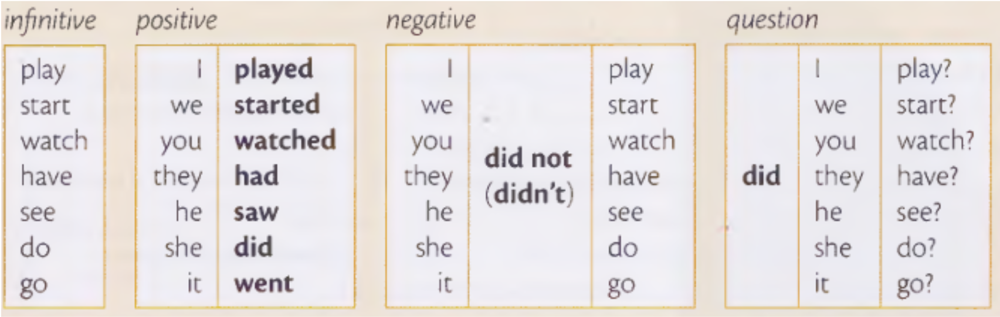 infinitive positive negative question
play I played I play I play?
start we started we start we start?
watch you watched you watch you watch?
did not
have they had they have did they have?
(didn't)
see he saw he see he see?
do she did she do she do?
go it went it go it go?